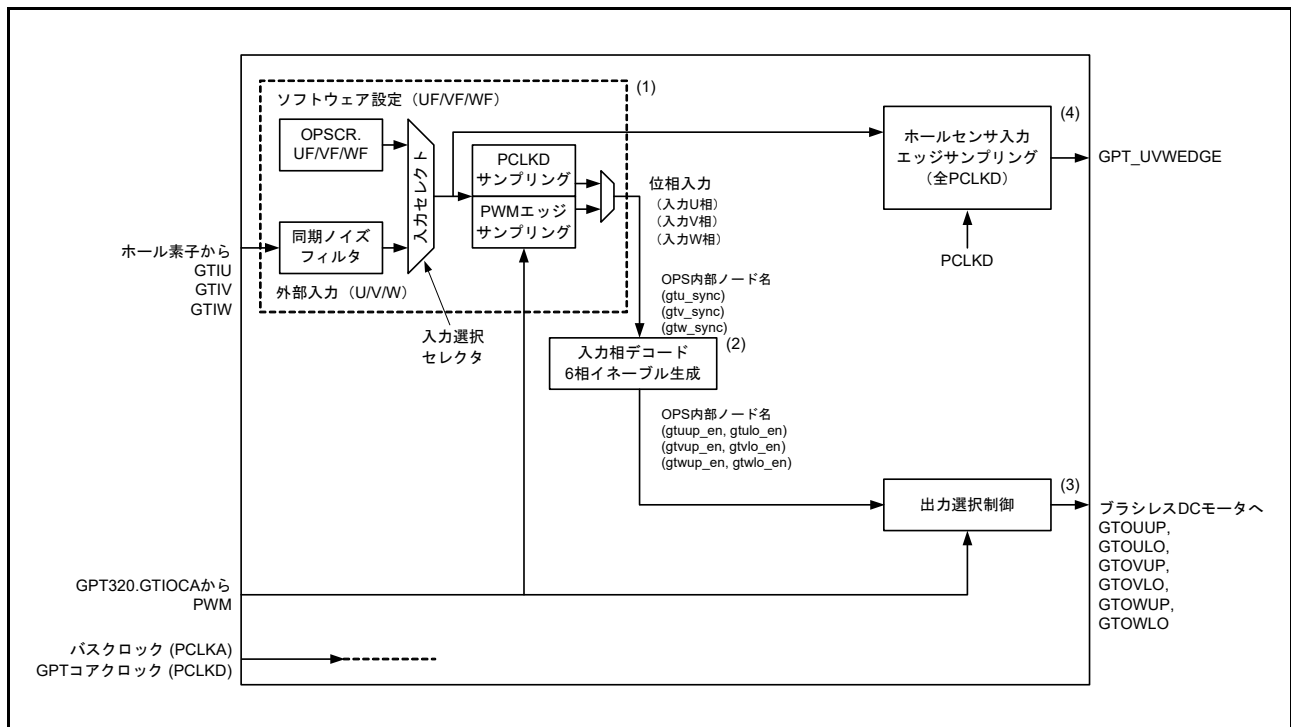 (1)
ソフトウェア設定（UF/VF/WF）
OPSCR.
UF/VF/WF
入力セレクト
PCLKD
サンプリング
PWMエッジ
サンプリング
同期ノイズ
フィルタ
外部入力（U/V/W）
ホール素子から
GTIU
GTIV
GTIW
入力選択
セレクタ
位相入力
（入力U相）
（入力V相）
（入力W相）
OPS内部ノード名
(gtu_sync)
(gtv_sync)
(gtw_sync)
(2)
入力相デコード
6相イネーブル生成
OPS内部ノード名
(gtuup_en, gtulo_en)
(gtvup_en, gtvlo_en)
(gtwup_en, gtwlo_en)
(4)
ホールセンサ入力
エッジサンプリング
（全PCLKD）
GPT_UVWEDGE
PCLKD
(3)
出力選択制御
ブラシレスDCモータへ
GTOUUP,
GTOULO,
GTOVUP,
GTOVLO,
GTOWUP,
GTOWLO
GPT320.GTIOCAから
PWM
バスクロック (PCLKA)
GPTコアクロック (PCLKD)